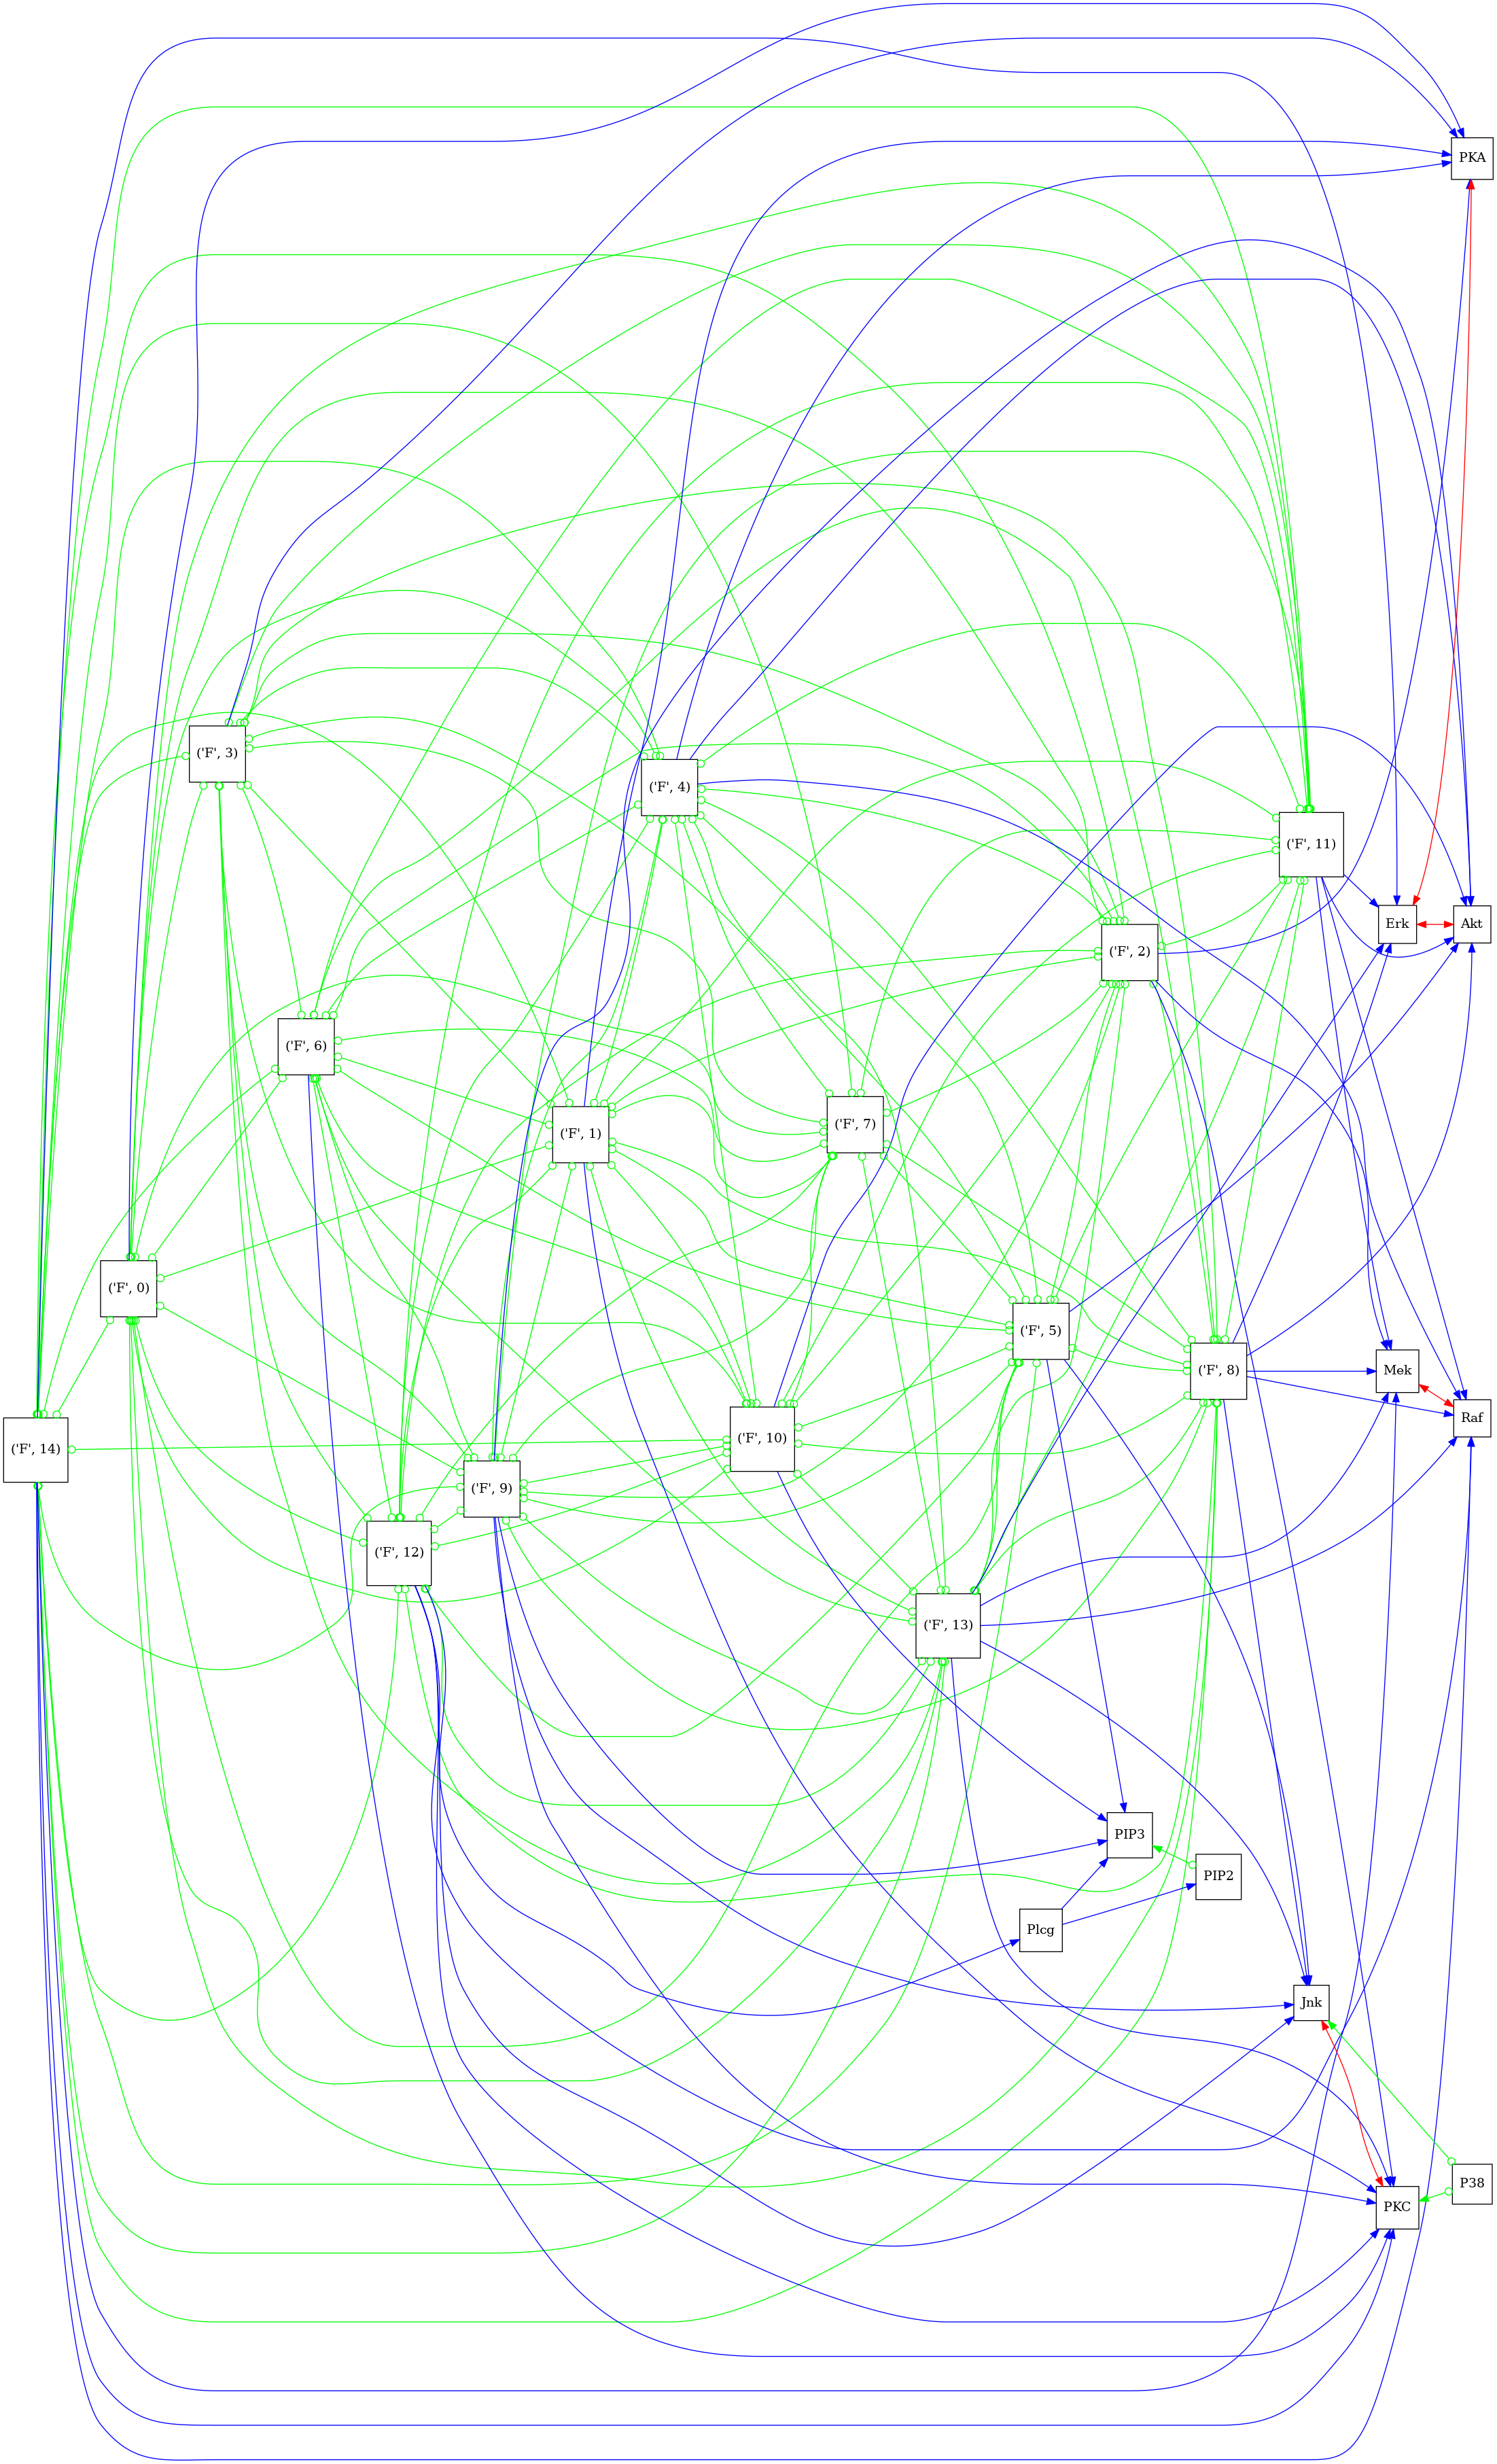 PKA
('F', 3)
('F', 4)
('F', 11)
Erk
Akt
('F', 2)
('F', 6)
('F', 7)
('F', 1)
('F', 0)
('F', 5)
('F', 8)
Mek
Raf
('F', 14)
('F', 10)
('F', 9)
('F', 12)
('F', 13)
PIP3
PIP2
Plcg
Jnk
P38
PKC